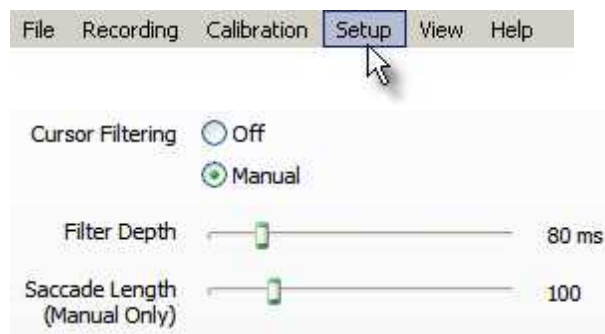 File Recording Calibration Setup View Help
Cursor Filtering Off
Manual
Filter Depth 80 ms
Saccade Length 100
(Manual Only)